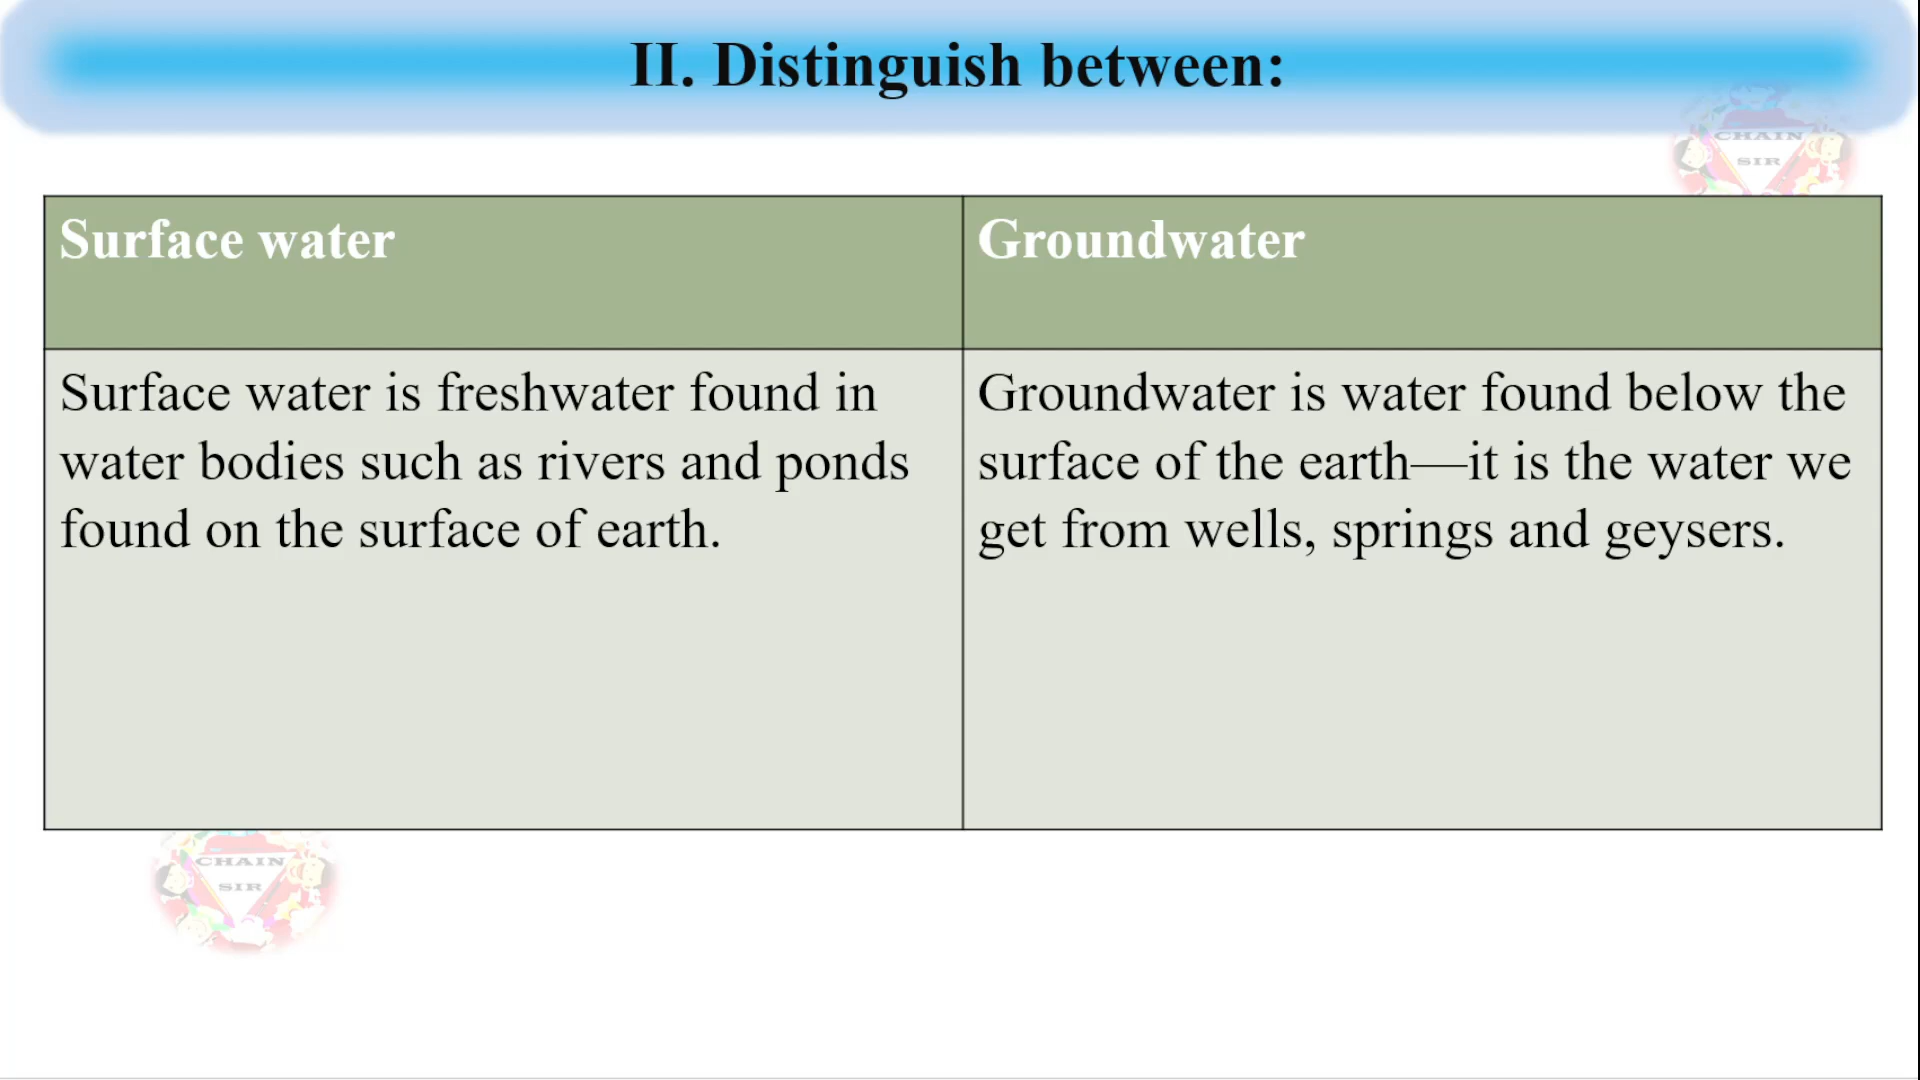 II. Distinguish between:
CHAIN
SIR
Surface water
Groundwater
Surface water is freshwater found in
water bodies such as rivers and ponds
found on the surface of earth.
Groundwater is water found below the
surface of the earth—it is the water we
get from wells, springs and geysers.
CHAIN
SIR